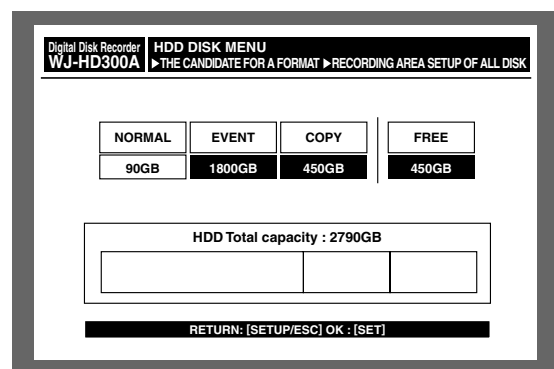 Digital Disk Recorder
WJ-HD300A
HDD DISK MENU
▶THE CANDIDATE FOR A FORMAT ▶RECORDING AREA SETUP OF ALL DISK
NORMAL EVENT COPY FREE
90GB 1800GB 450GB 450GB
HDD Total capacity : 2790GB
RETURN: [SETUP/ESC] OK : [SET]